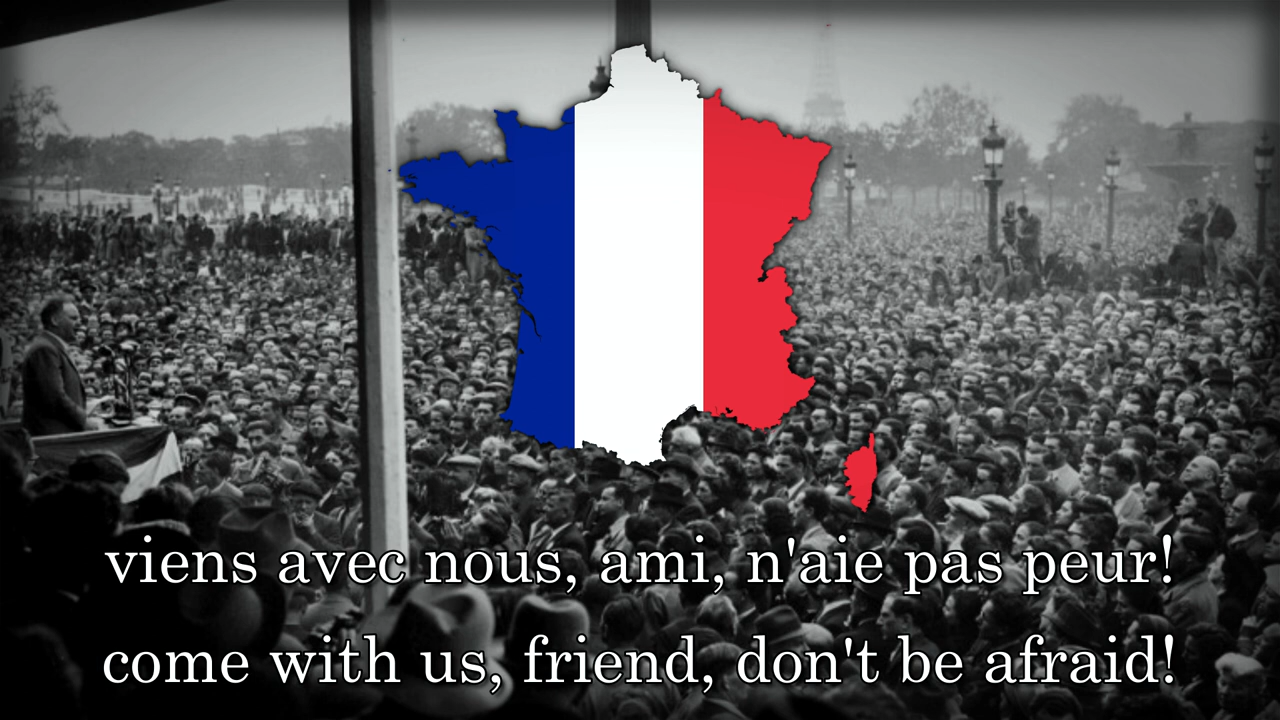 viens avec nous, ami, n'aie pas peur!
come with us, friend, don't be afraid!